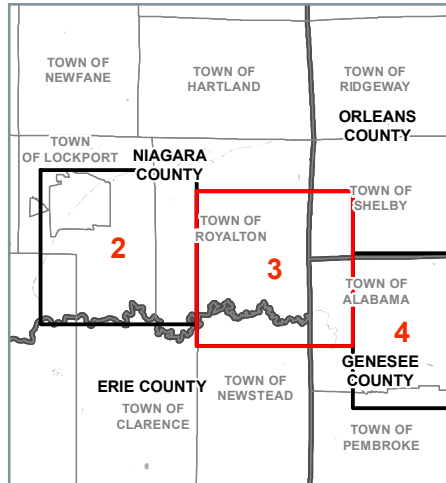 TOWN OF
NEWFANE
TOWN OF
HARTLAND
TOWN OF
RIDGEWAY
ORLEANS
COUNTY
TOWN
OF LOCKPORT
NIAGARA
COUNTY
TOWN OF
SHELBY
TOWN OF
ROYALTON
2
3
TOWN OF
ALABAMA
4
GENESEE
COUNTY
ERIE COUNTY
TOWN OF
NEWSTEAD
TOWN OF
CLARENCE
TOWN OF
PEMBROKE